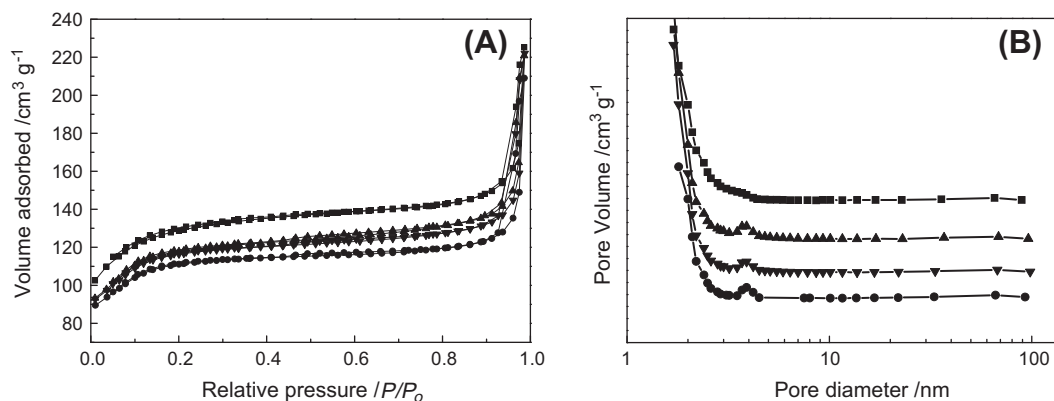 (A)
Volume adsorbed /cm³ g⁻¹
240
220
200
180
160
140
120
100
80
0.0 0.2 0.4 0.6 0.8 1.0
Relative pressure /P/Pₒ
(B)
Pore Volume /cm³ g⁻¹
1 10 100
Pore diameter /nm